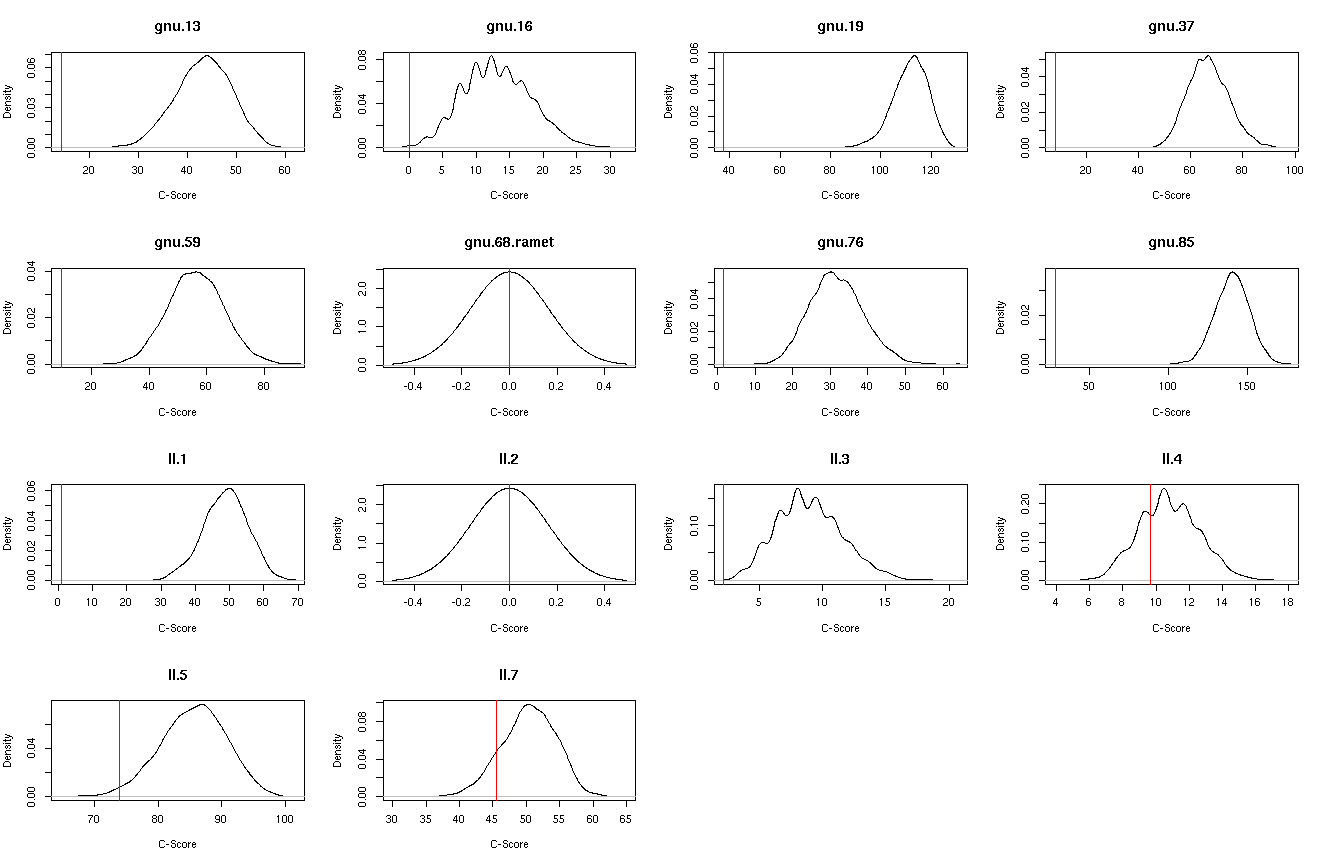 gnu.13 gnu.16 gnu.19 gnu.37
Density 0.00 0.03 0.06 Density 0.00 0.04 0.08 Density 0.00 0.02 0.04 0.06 Density 0.00 0.02 0.04
20 30 40 50 60 0 5 10 15 20 25 30 40 60 80 100 120 20 40 60 80 100
C-Score C-Score C-Score C-Score
gnu.59 gnu.68.ramet gnu.76 gnu.85
Density 0.00 0.02 0.04 Density 0.0 1.0 2.0 Density 0.00 0.02 0.04 Density 0.00 0.02
20 40 60 80 -0.4 -0.2 0.0 0.2 0.4 0 10 20 30 40 50 60 50 100 150
C-Score C-Score C-Score C-Score
ll.1 ll.2 ll.3 ll.4
Density 0.00 0.02 0.04 0.06 Density 0.0 1.0 2.0 Density 0.00 0.10 Density 0.00 0.10 0.20
0 10 20 30 40 50 60 70 -0.4 -0.2 0.0 0.2 0.4 5 10 15 20 4 6 8 10 12 14 16 18
C-Score C-Score C-Score C-Score
ll.5 ll.7
Density 0.00 0.04 Density 0.00 0.04 0.08
70 80 90 100 30 35 40 45 50 55 60 65
C-Score C-Score